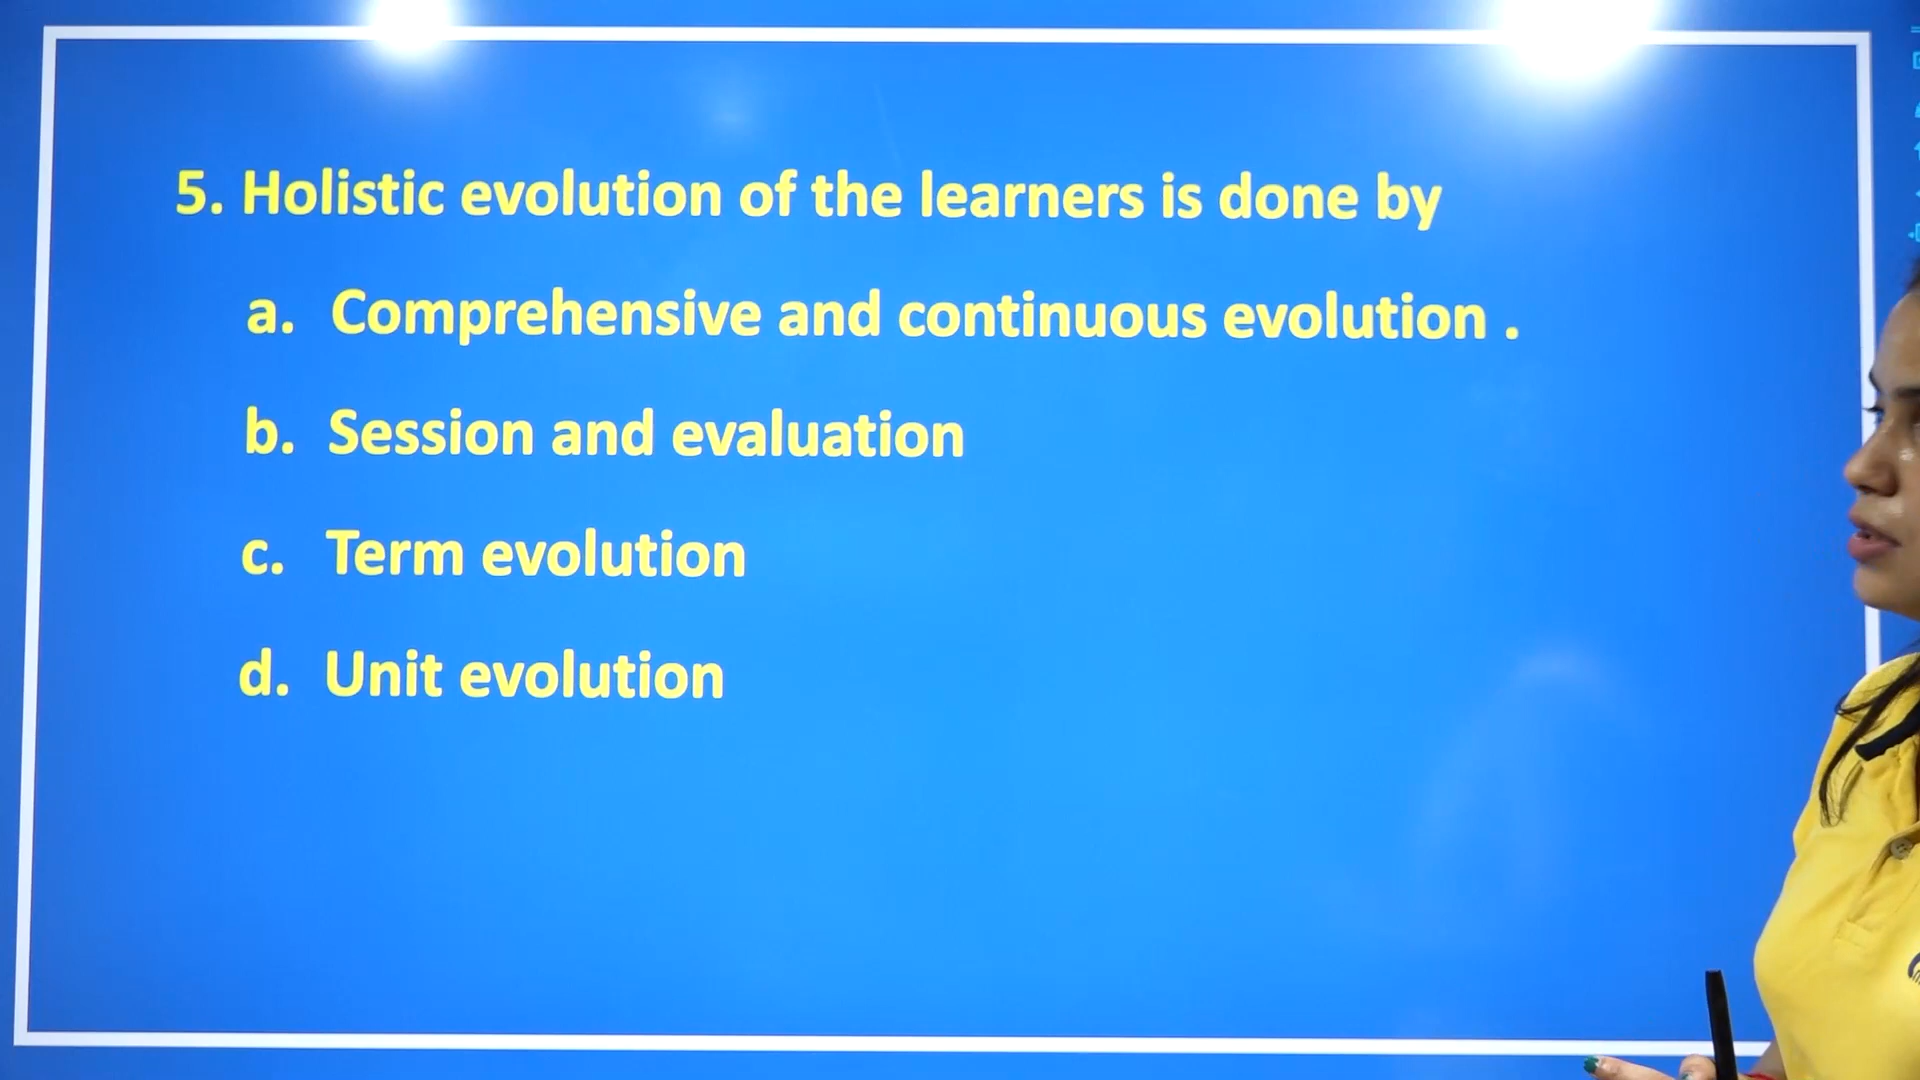 5. Holistic evolution of the learners is done by
a. Comprehensive and continuous evolution .
b. Session and evaluation
c. Term evolution
d. Unit evolution